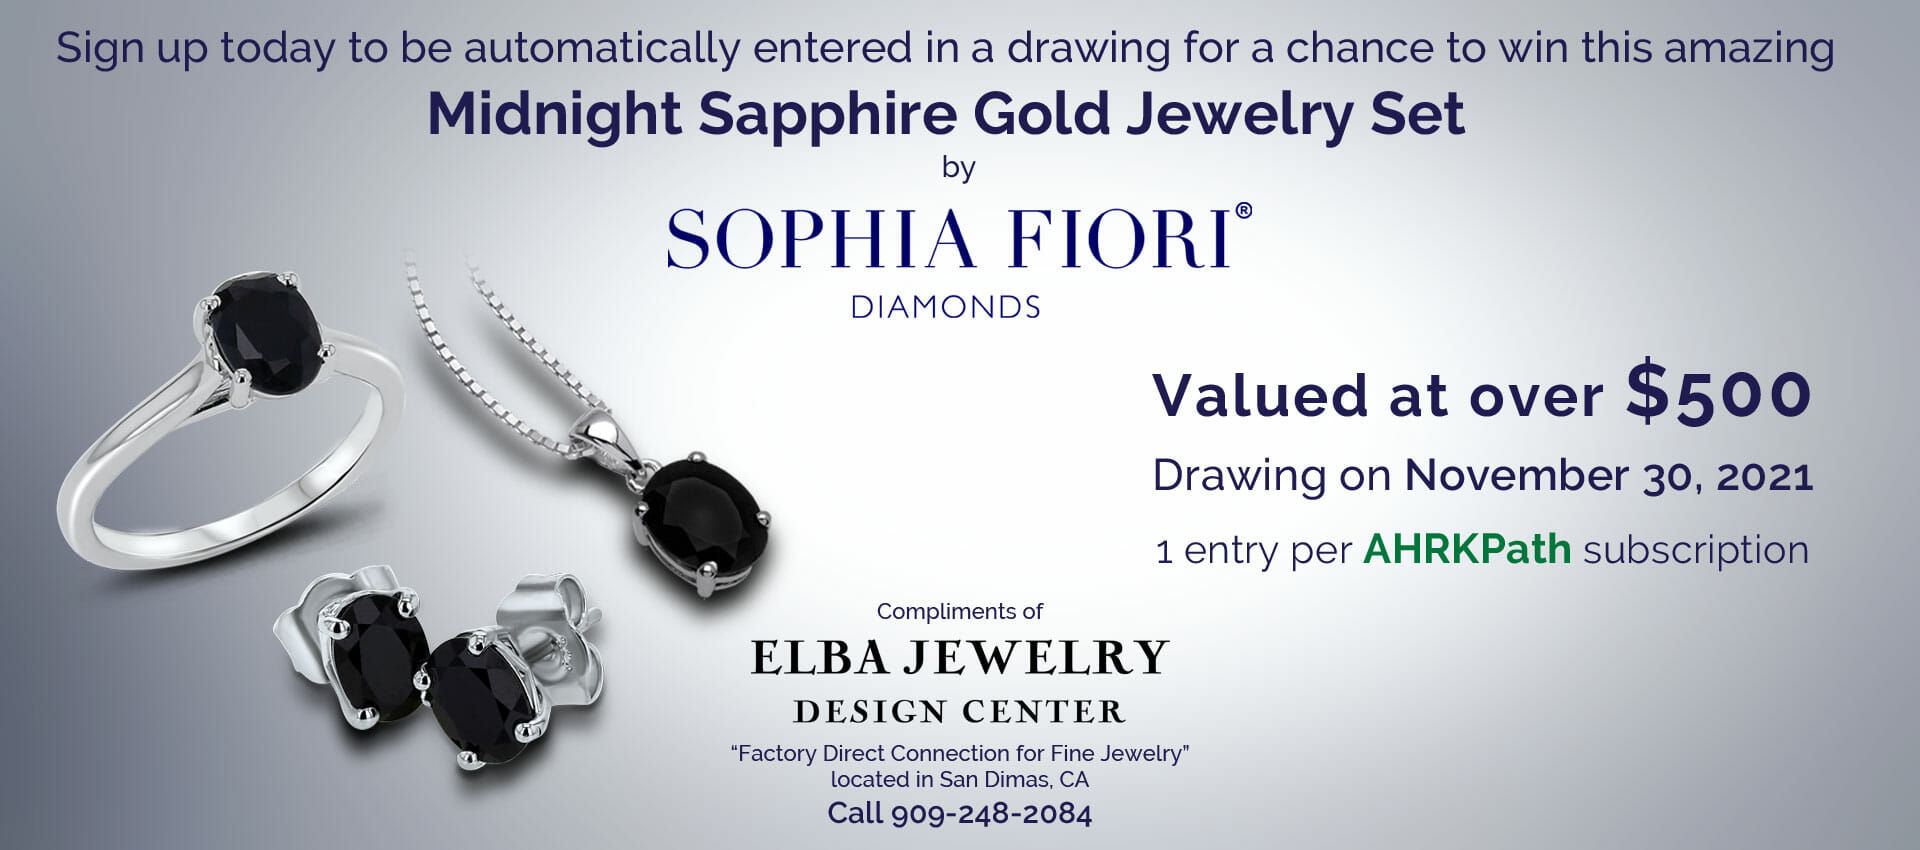 Sign up today to be automatically entered in a drawing for a chance to win this amazing
Midnight Sapphire Gold Jewelry Set
by
SOPHIA FIORI®
DIAMONDS
Valued at over $500
Drawing on November 30, 2021
1 entry per AHRKPath subscription
Compliments of
ELBA JEWELRY
DESIGN CENTER
“Factory Direct Connection for Fine Jewelry”
located in San Dimas, CA
Call 909-248-2084